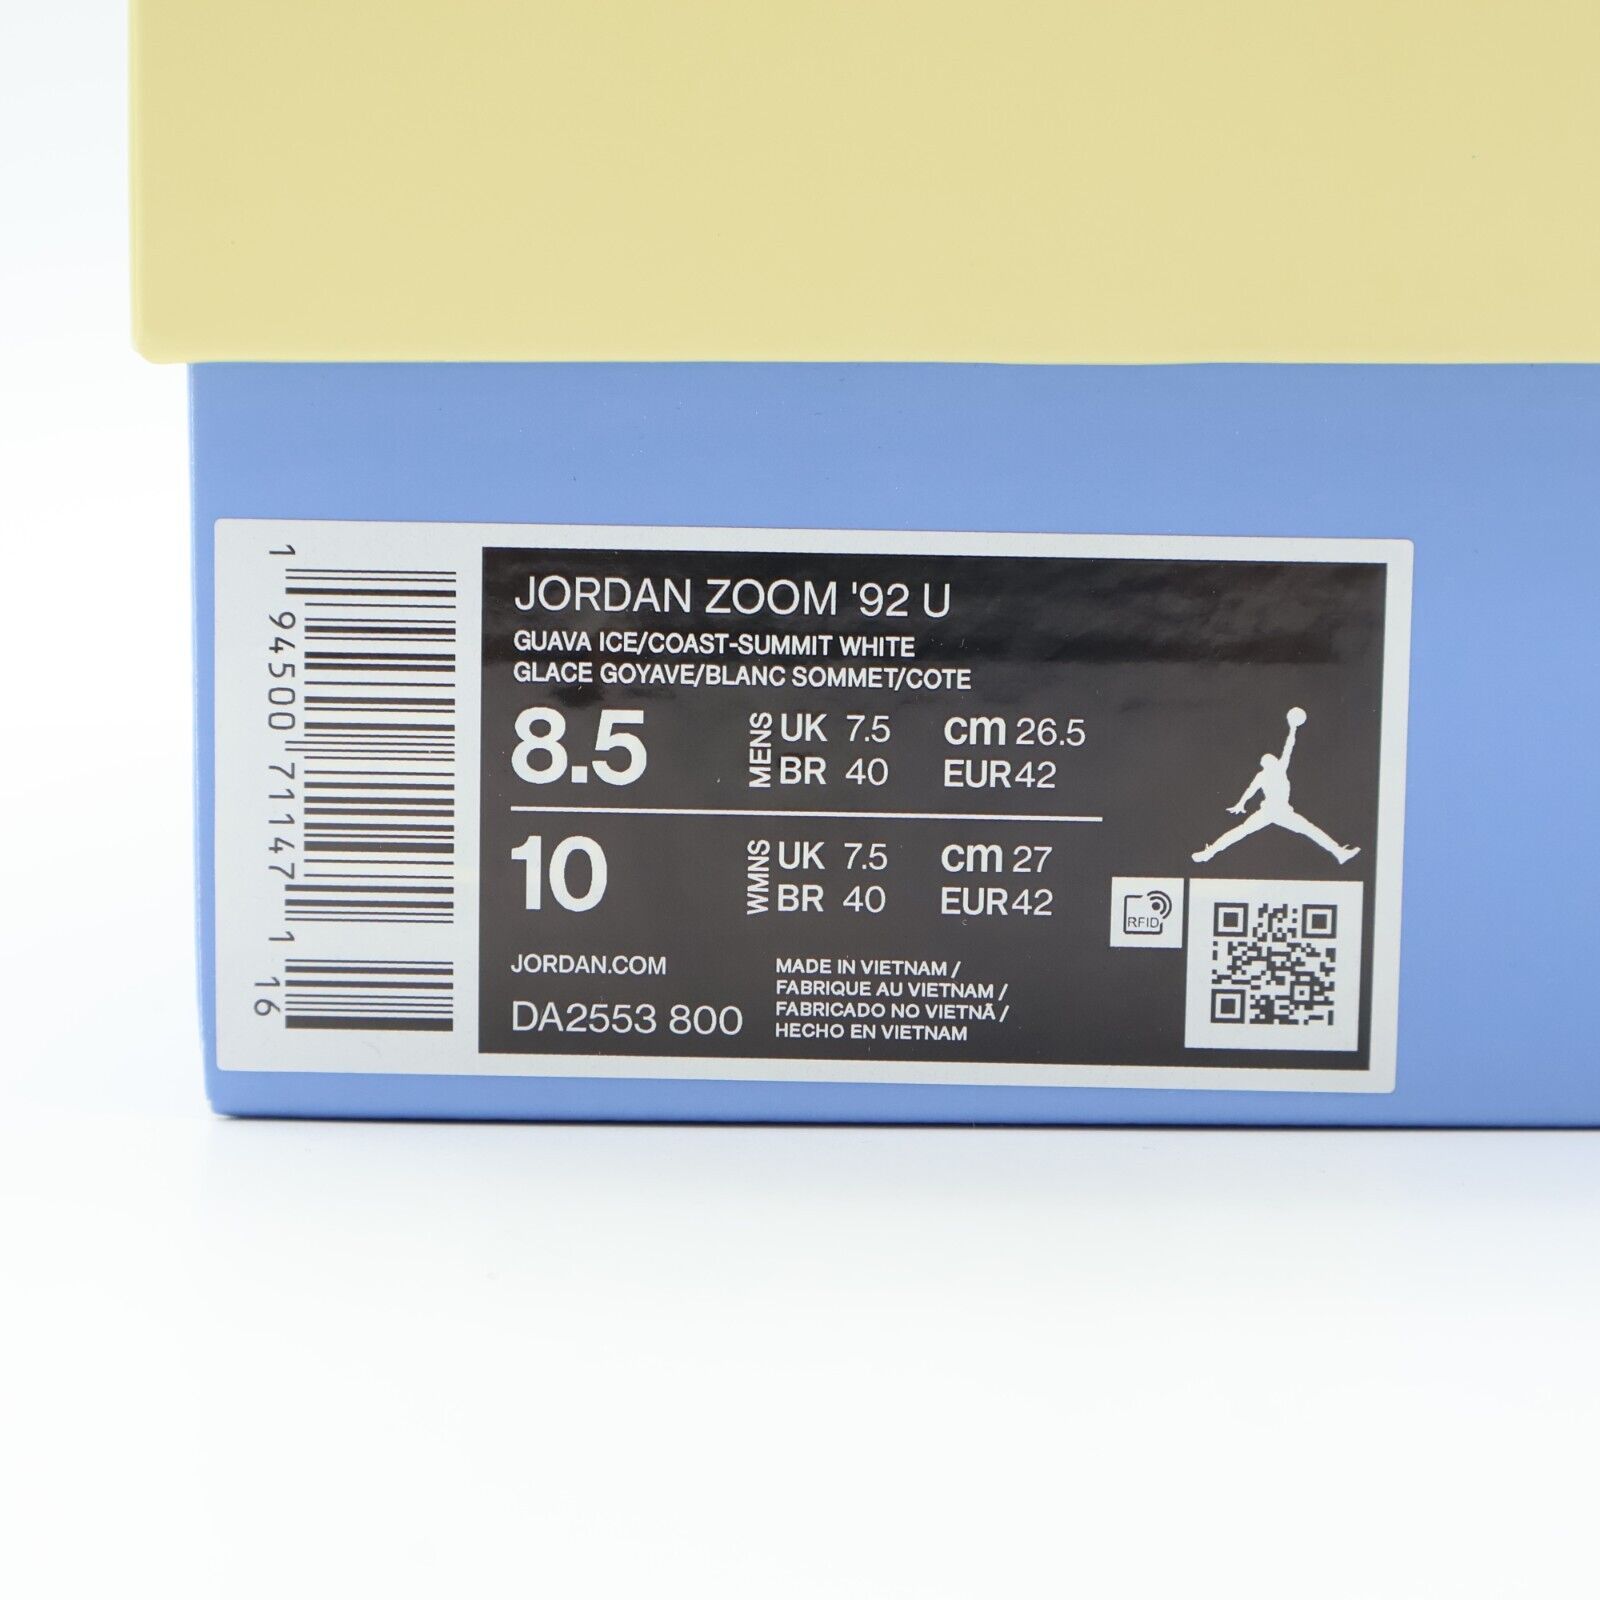 JORDAN ZOOM '92 U
GUAVA ICE/COAST-SUMMIT WHITE
GLACE GOYAVE/BLANC SOMMET/COTE
8.5 MENS UK 7.5 cm 26.5
BR 40 EUR 42
10 WMNS UK 7.5 cm 27
BR 40 EUR 42
RFID
JORDAN.COM
DA2553 800
MADE IN VIETNAM /
FABRIQUE AU VIETNAM /
FABRICADO NO VIETNÃ /
HECHO EN VIETNAM
1 94500 71147 1 16